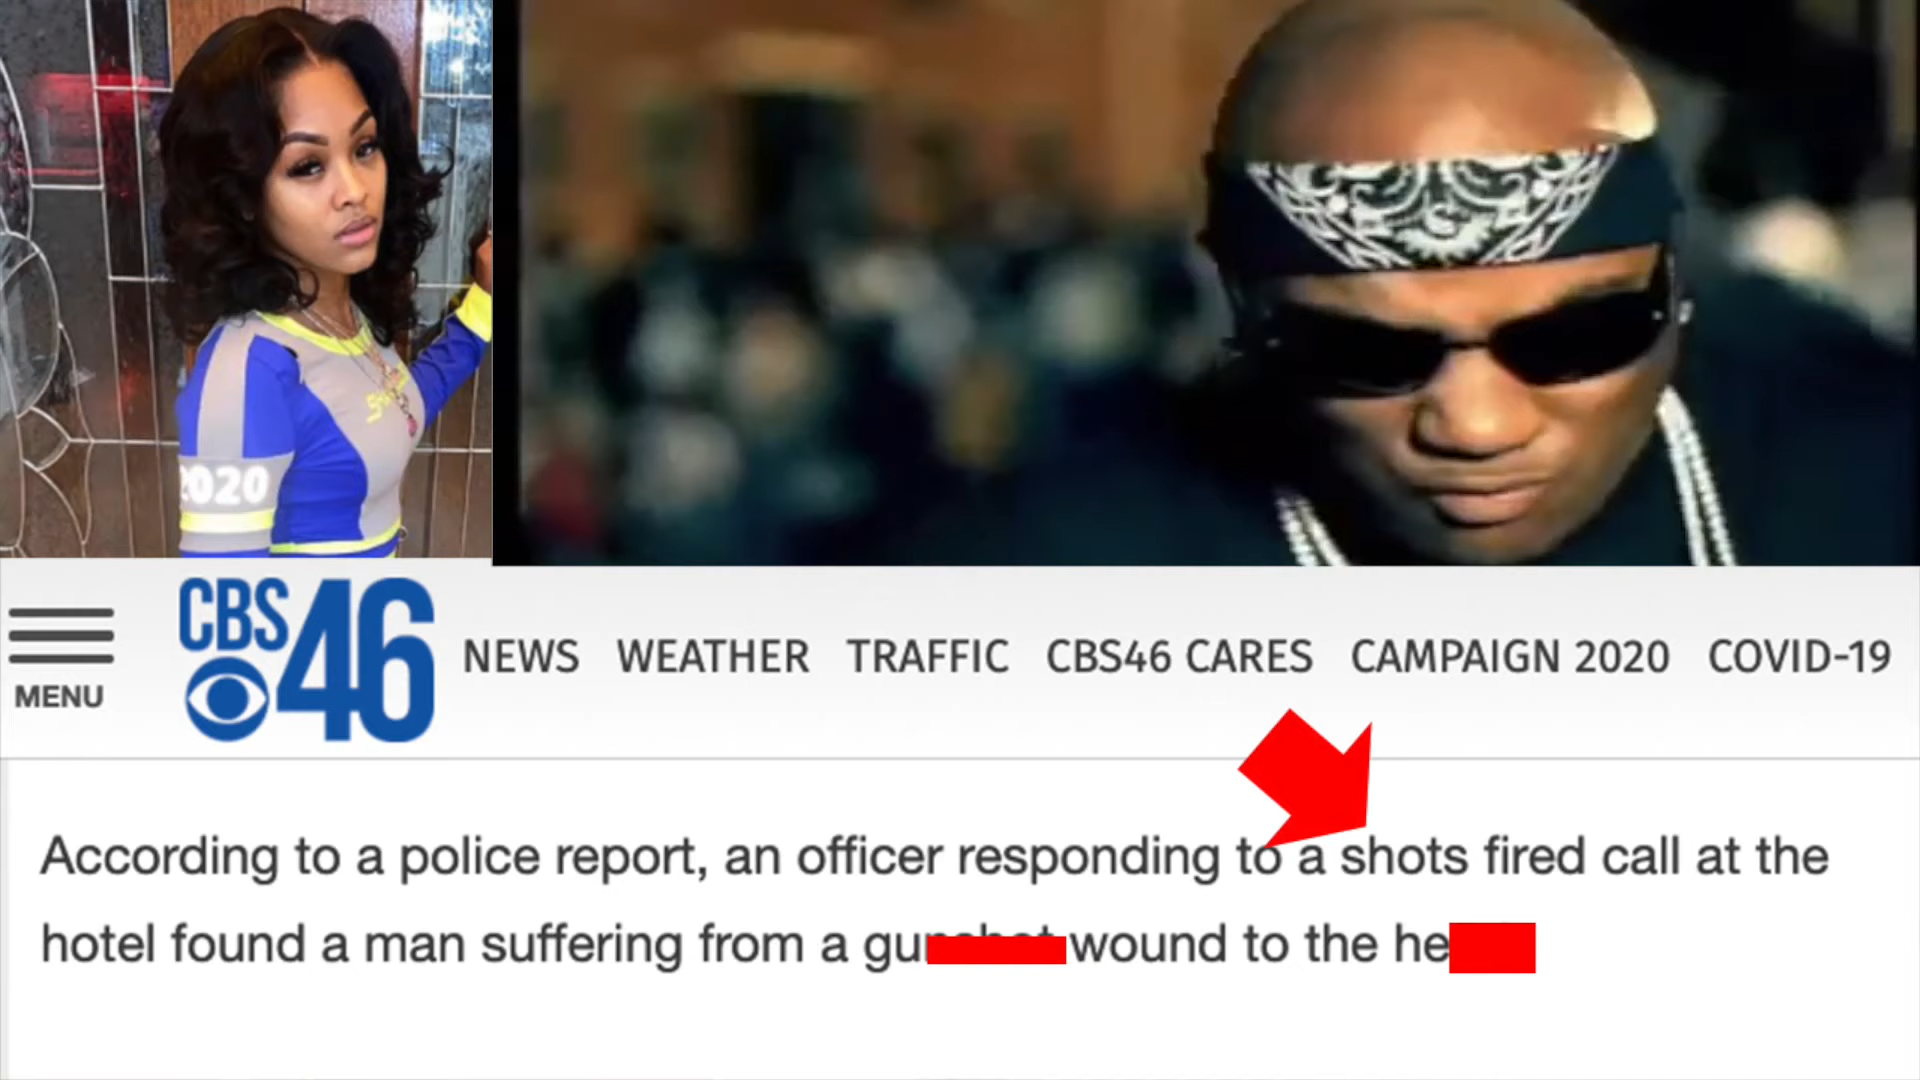 2020
CBS 46
MENU
NEWS WEATHER TRAFFIC CBS46 CARES CAMPAIGN 2020 COVID-19
According to a police report, an officer responding to a shots fired call at the
hotel found a man suffering from a gunshot wound to the he